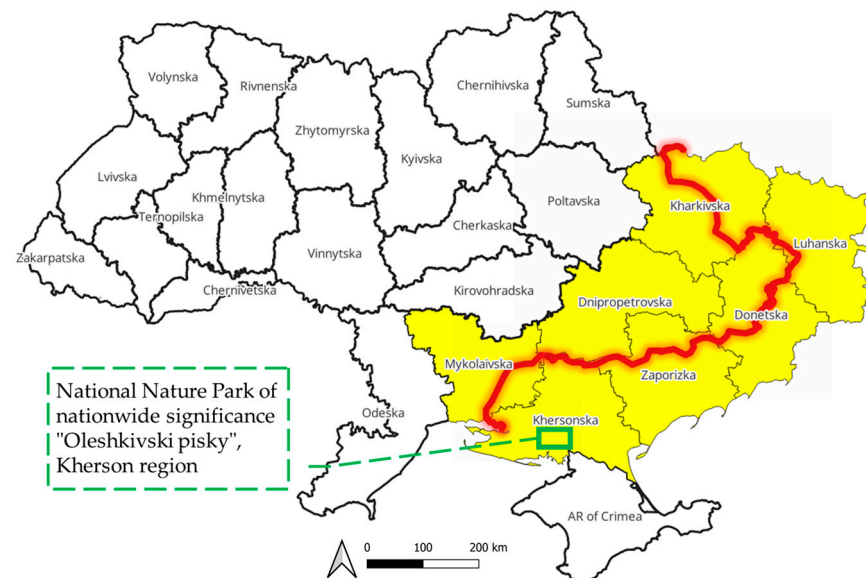 Volynska
Rivnenska
Chernihivska
Sumska
Zhytomyrska
Kyivska
Lvivska
Khmelnytska
Ternopilska
Poltavska
Kharkivska
Cherkaska
Vinnytska
Luhanska
Zakarpatska
Chernivetska
Kirovohradska
Dnipropetrovska
Donetska
Mykolaivska
Zaporizka
National Nature Park of
nationwide significance
"Oleshkivski pisky",
Kherson region
Odeska
Khersonska
AR of Crimea
0 100 200 km